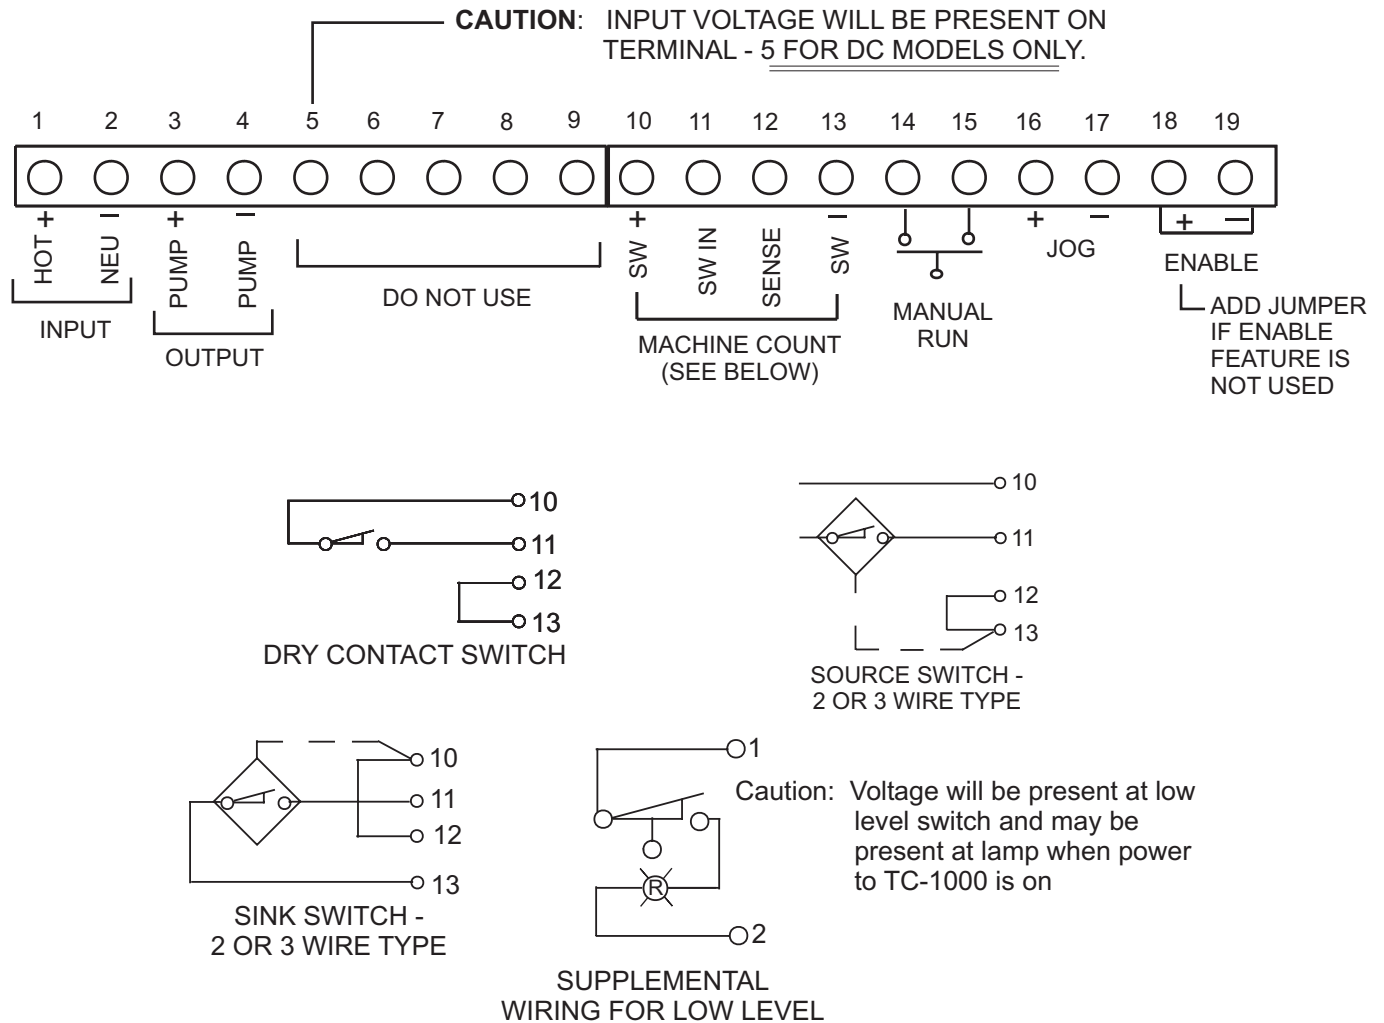 CAUTION: INPUT VOLTAGE WILL BE PRESENT ON
TERMINAL - 5 FOR DC MODELS ONLY.
1 2 3 4 5 6 7 8 9 10 11 12 13 14 15 16 17 18 19
+ − + − + − + − + −
HOT NEU PUMP PUMP SW SW IN SENSE SW
INPUT
OUTPUT
DO NOT USE
MACHINE COUNT
(SEE BELOW)
MANUAL
RUN
JOG
ENABLE
ADD JUMPER
IF ENABLE
FEATURE IS
NOT USED
10
11
12
13
DRY CONTACT SWITCH
10
11
12
13
SOURCE SWITCH -
2 OR 3 WIRE TYPE
10
11
12
13
SINK SWITCH -
2 OR 3 WIRE TYPE
1
R
2
SUPPLEMENTAL
WIRING FOR LOW LEVEL
Caution: Voltage will be present at low
level switch and may be
present at lamp when power
to TC-1000 is on